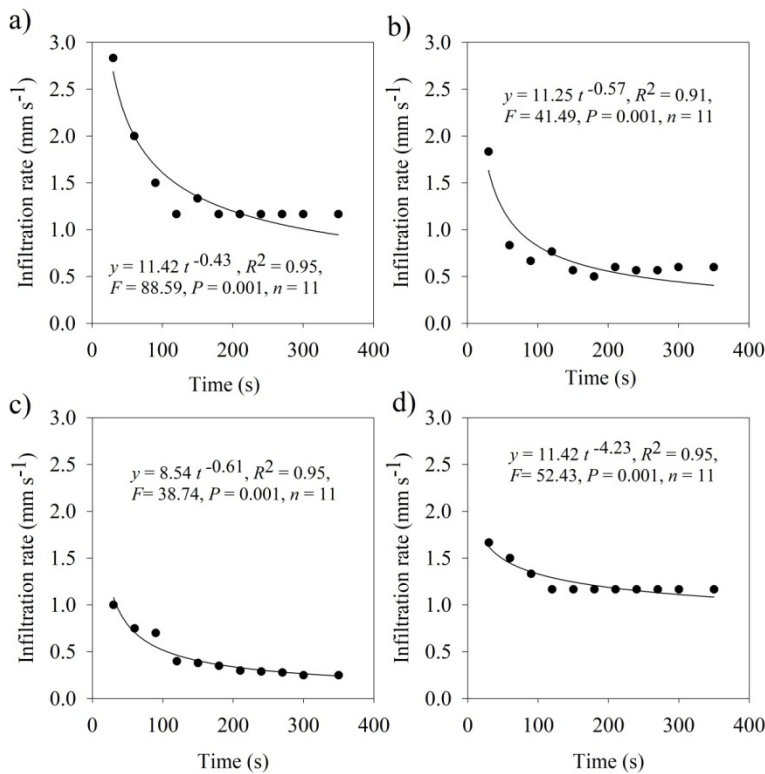 a)
3.0
2.5
2.0
1.5
1.0
0.5
0.0
Infiltration rate (mm s-1)
y = 11.42 t -0.43 , R2 = 0.95,
F = 88.59, P = 0.001, n = 11
0 100 200 300 400
Time (s)
b)
3.0
2.5
2.0
1.5
1.0
0.5
0.0
Infiltration rate (mm s-1)
y = 11.25 t -0.57, R2 = 0.91,
F = 41.49, P = 0.001, n = 11
0 100 200 300 400
Time (s)
c)
3.0
2.5
2.0
1.5
1.0
0.5
0.0
Infiltration rate (mm s-1)
y = 8.54 t -0.61, R2 = 0.95,
F= 38.74, P = 0.001, n = 11
0 100 200 300 400
Time (s)
d)
3.0
2.5
2.0
1.5
1.0
0.5
0.0
Infiltration rate (mm s-1)
y = 11.42 t -4.23, R2 = 0.95,
F= 52.43, P = 0.001, n = 11
0 100 200 300 400
Time (s)